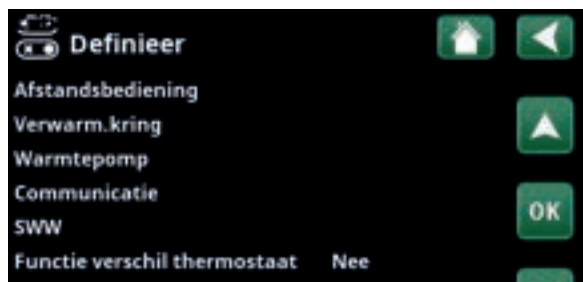 Definieer
Afstandsbediening
Verwarm.kring
Warmtepomp
Communicatie
OK
SWW
Functie verschil thermostaat Nee